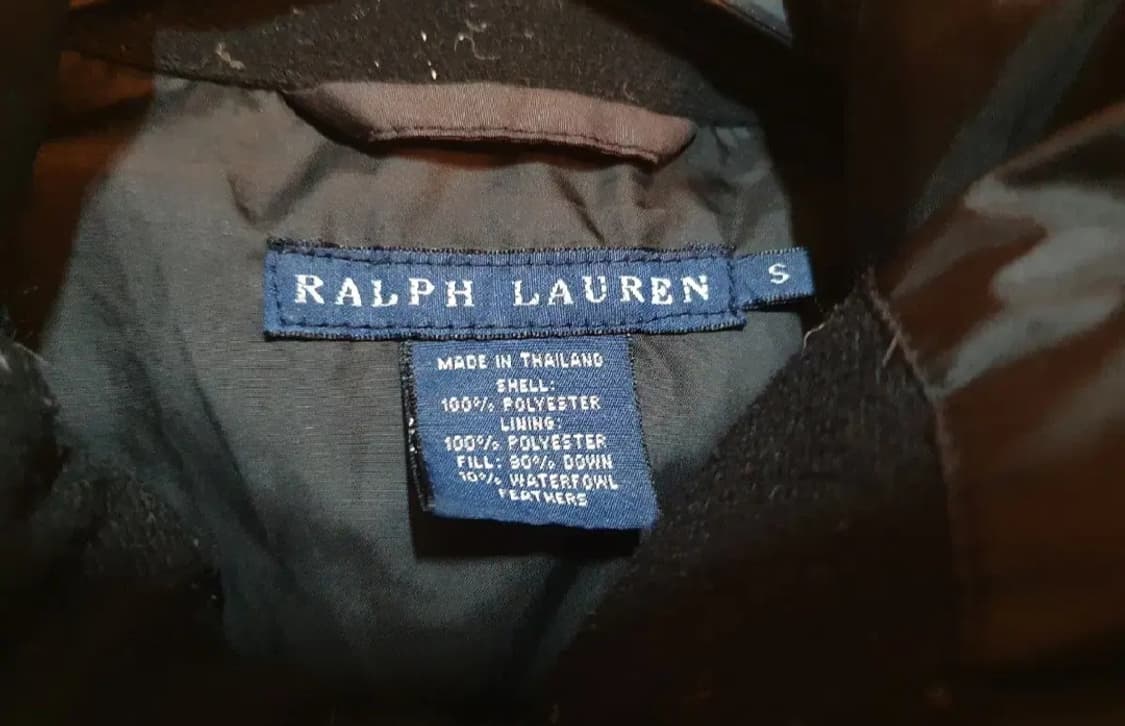 RALPH LAUREN S
MADE IN THAILAND
SHELL:
100% POLYESTER
LINING:
100% POLYESTER
FILL: 90% DOWN
10% WATERFOWL
FEATHERS